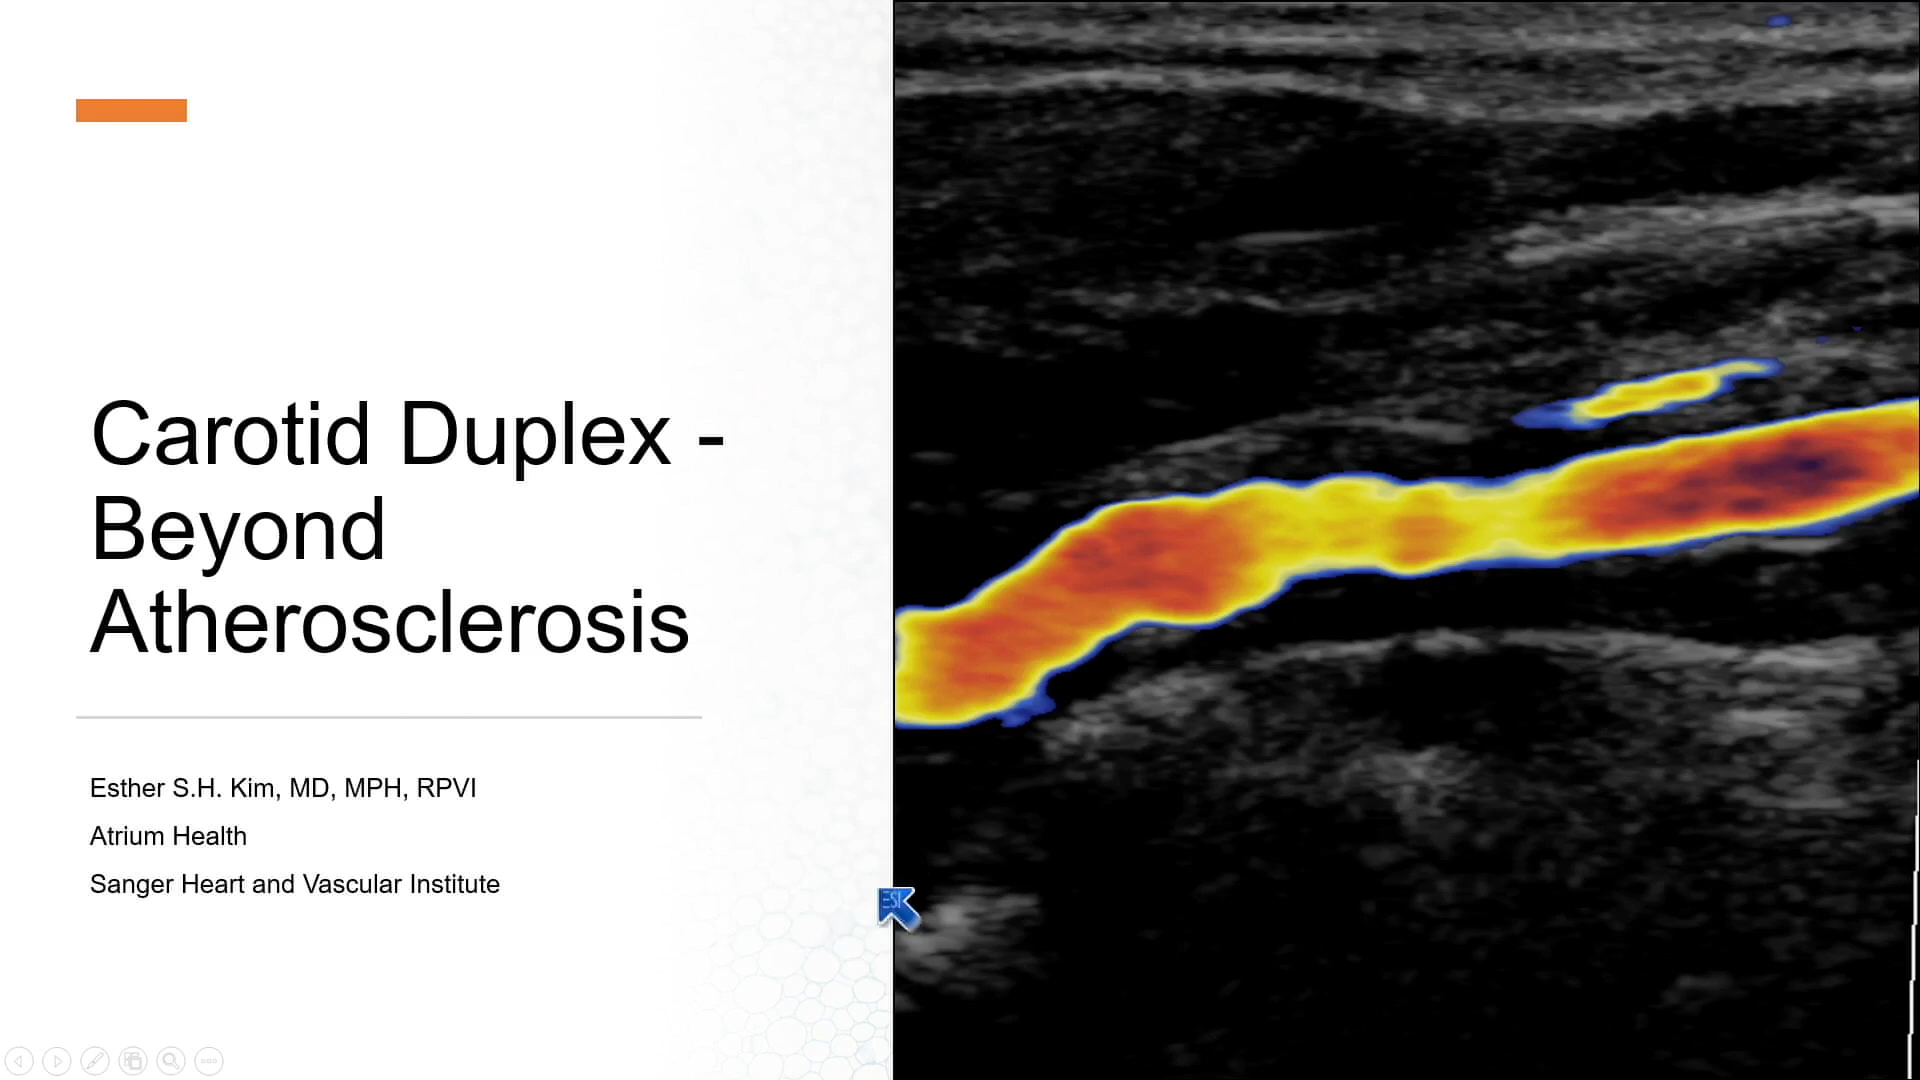 Carotid Duplex -
Beyond
Atherosclerosis
Esther S.H. Kim, MD, MPH, RPVI
Atrium Health
Sanger Heart and Vascular Institute